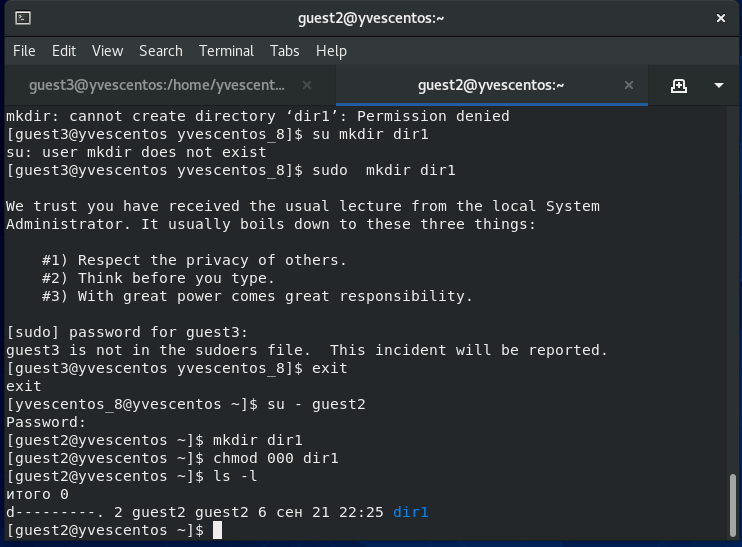 guest2@yvescentos:~
File Edit View Search Terminal Tabs Help
guest3@yvescentos:/home/yvescent...
guest2@yvescentos:~
mkdir: cannot create directory ‘dir1’: Permission denied
[guest3@yvescentos yvescentos_8]$ su mkdir dir1
su: user mkdir does not exist
[guest3@yvescentos yvescentos_8]$ sudo  mkdir dir1
We trust you have received the usual lecture from the local System
Administrator. It usually boils down to these three things:
#1) Respect the privacy of others.
#2) Think before you type.
#3) With great power comes great responsibility.
[sudo] password for guest3:
guest3 is not in the sudoers file.  This incident will be reported.
[guest3@yvescentos yvescentos_8]$ exit
exit
[yvescentos_8@yvescentos ~]$ su - guest2
Password:
[guest2@yvescentos ~]$ mkdir dir1
[guest2@yvescentos ~]$ chmod 000 dir1
[guest2@yvescentos ~]$ ls -l
итого 0
d---------. 2 guest2 guest2 6 сен 21 22:25 dir1
[guest2@yvescentos ~]$